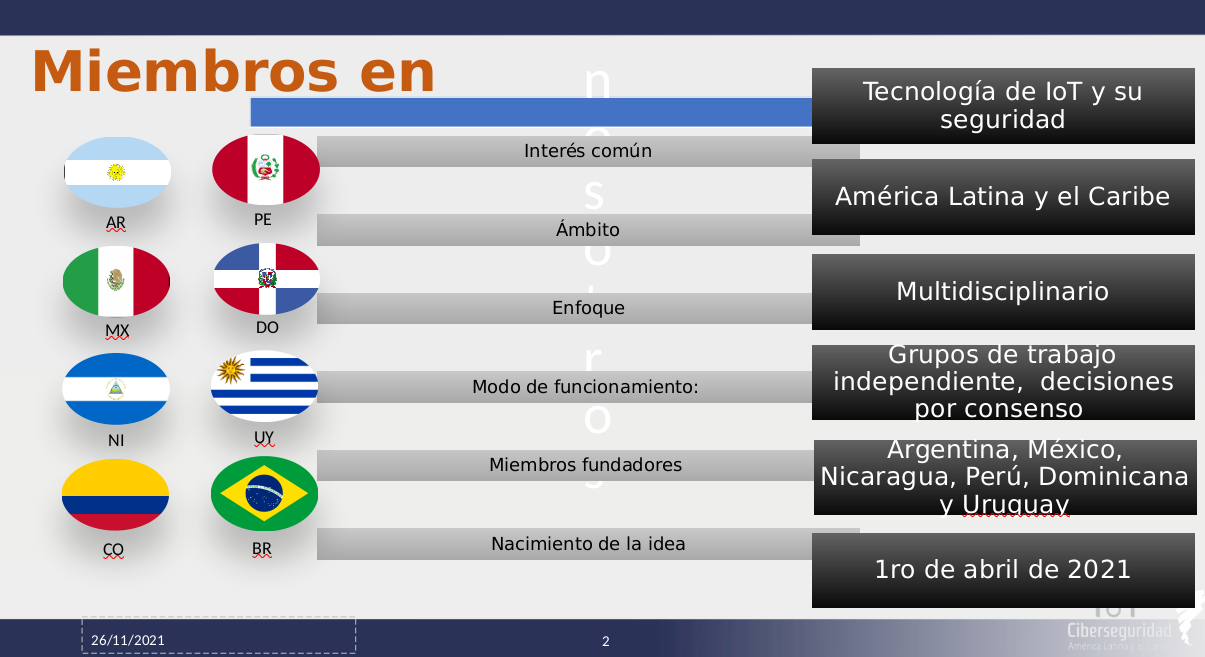 Miembros en
nosotros
AR
PE
MX
DO
NI
UY
CO
BR
Interés común
Tecnología de IoT y su
seguridad
Ámbito
América Latina y el Caribe
Enfoque
Multidisciplinario
Modo de funcionamiento:
Grupos de trabajo
independiente, decisiones
por consenso
Miembros fundadores
Argentina, México,
Nicaragua, Perú, Dominicana
y Uruguay
Nacimiento de la idea
1ro de abril de 2021
26/11/2021
2
IoT
Ciberseguridad